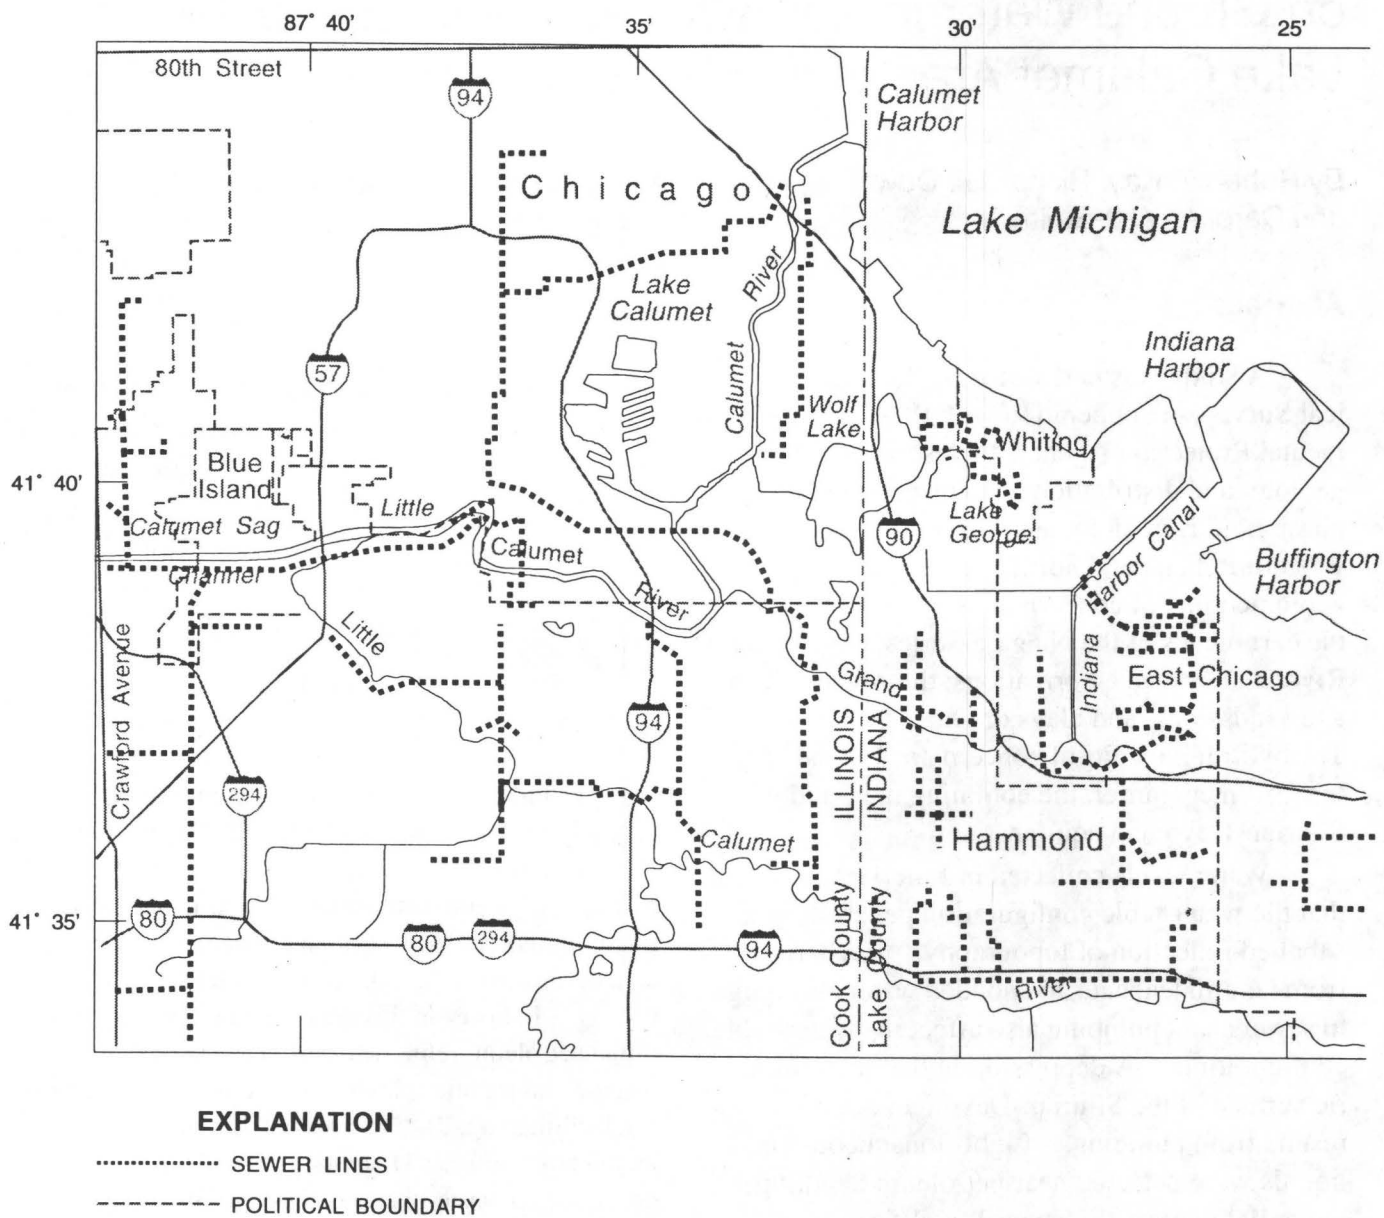 87° 40'
35'
30'
25'
80th Street
94
Calumet
Harbor
Chicago
Lake Michigan
Lake
Calumet
River
Calumet
Indiana
Harbor
57
Wolf
Lake
Whiting
Blue
Island
41° 40'
Little
Calumet Sag
Channel
Calumet
River
90
Lake
George
Harbor Canal
Indiana
Buffington
Harbor
Little
Crawford Avenue
Grand
East Chicago
94
ILLINOIS
INDIANA
294
Calumet
Hammond
41° 35'
80
80
294
94
Cook County
Lake County
River
EXPLANATION
SEWER LINES
POLITICAL BOUNDARY